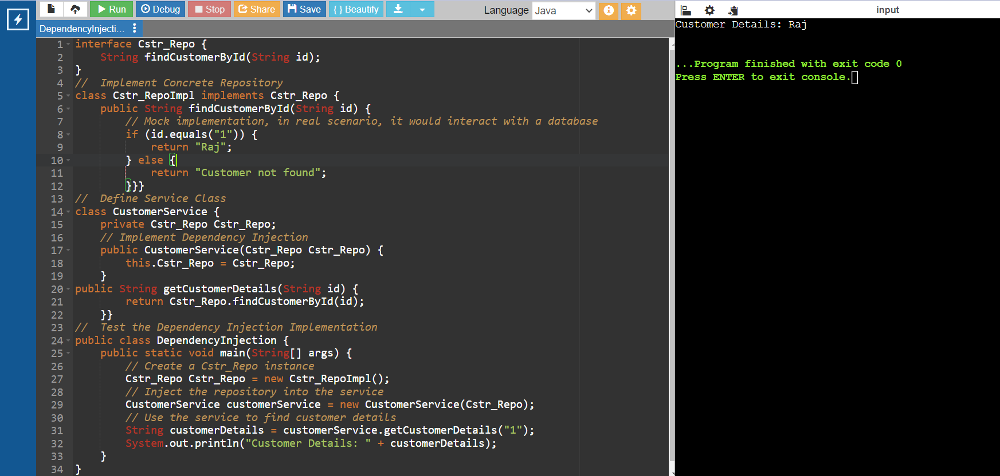 Run Debug Stop Share Save { } Beautify Language Java input
DependencyInjecti...
1 interface Cstr_Repo {
2     String findCustomerById(String id);
3 }
4 //  Implement Concrete Repository
5 class Cstr_RepoImpl implements Cstr_Repo {
6     public String findCustomerById(String id) {
7         // Mock implementation, in real scenario, it would interact with a database
8         if (id.equals("1")) {
9             return "Raj";
10         } else {
11             return "Customer not found";
12         }}}
13 //  Define Service Class
14 class CustomerService {
15     private Cstr_Repo Cstr_Repo;
16     // Implement Dependency Injection
17     public CustomerService(Cstr_Repo Cstr_Repo) {
18         this.Cstr_Repo = Cstr_Repo;
19     }
20 public String getCustomerDetails(String id) {
21         return Cstr_Repo.findCustomerById(id);
22     }}
23 //  Test the Dependency Injection Implementation
24 public class DependencyInjection {
25     public static void main(String[] args) {
26         // Create a Cstr_Repo instance
27         Cstr_Repo Cstr_Repo = new Cstr_RepoImpl();
28         // Inject the repository into the service
29         CustomerService customerService = new CustomerService(Cstr_Repo);
30         // Use the service to find customer details
31         String customerDetails = customerService.getCustomerDetails("1");
32         System.out.println("Customer Details: " + customerDetails);
33     }
34 }
Customer Details: Raj
...Program finished with exit code 0
Press ENTER to exit console.